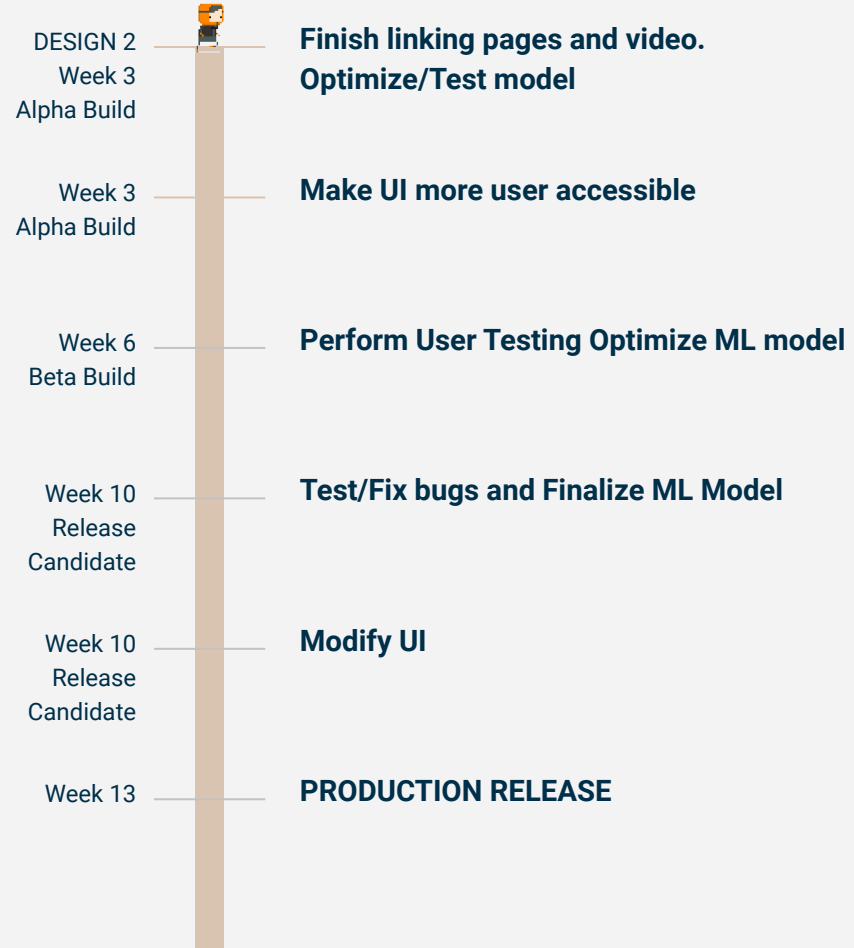 DESIGN 2
Week 3
Alpha Build
Finish linking pages and video.
Optimize/Test model
Week 3
Alpha Build
Make UI more user accessible
Week 6
Beta Build
Perform User Testing Optimize ML model
Week 10
Release
Candidate
Test/Fix bugs and Finalize ML Model
Week 10
Release
Candidate
Modify UI
Week 13
PRODUCTION RELEASE